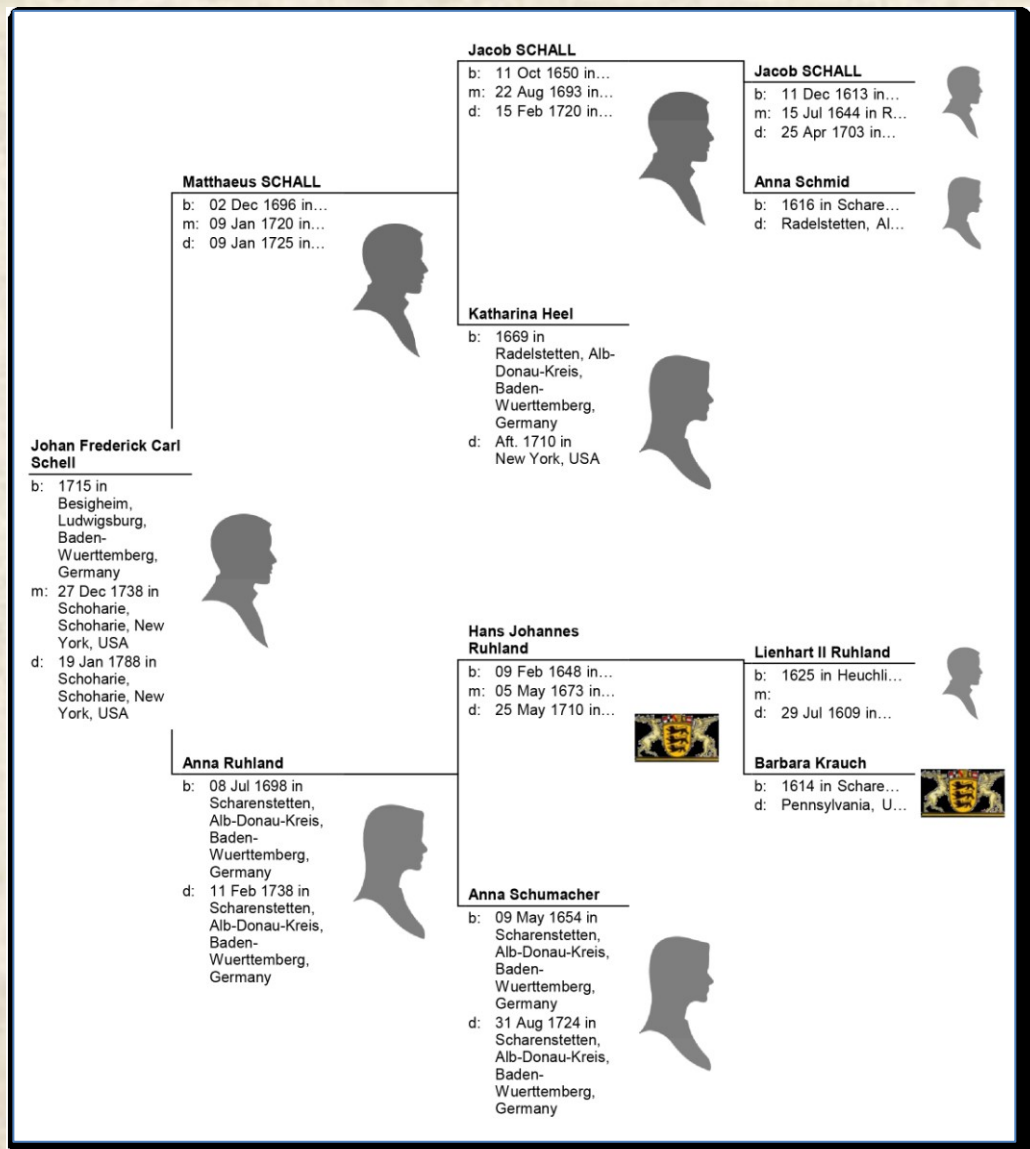 Jacob SCHALL
b: 11 Oct 1650 in...
m: 22 Aug 1693 in...
d: 15 Feb 1720 in...
Jacob SCHALL
b: 11 Dec 1613 in...
m: 15 Jul 1644 in R...
d: 25 Apr 1703 in...
Matthaeus SCHALL
b: 02 Dec 1696 in...
m: 09 Jan 1720 in...
d: 09 Jan 1725 in...
Anna Schmid
b: 1616 in Schare...
d: Radelstetten, Al...
Katharina Heel
b: 1669 in
Radelstetten, Alb-
Donau-Kreis,
Baden-
Wuerttemberg,
Germany
d: Aft. 1710 in
New York, USA
Johan Frederick Carl
Schell
b: 1715 in
Besigheim,
Ludwigsburg,
Baden-
Wuerttemberg,
Germany
m: 27 Dec 1738 in
Schoharie,
Schoharie, New
York, USA
d: 19 Jan 1788 in
Schoharie,
Schoharie, New
York, USA
Hans Johannes
Ruhland
b: 09 Feb 1648 in...
m: 05 May 1673 in...
d: 25 May 1710 in...
Lienhart II Ruhland
b: 1625 in Heuchli...
m:
d: 29 Jul 1609 in...
Anna Ruhland
b: 08 Jul 1698 in
Scharenstetten,
Alb-Donau-Kreis,
Baden-
Wuerttemberg,
Germany
d: 11 Feb 1738 in
Scharenstetten,
Alb-Donau-Kreis,
Baden-
Wuerttemberg,
Germany
Barbara Krauch
b: 1614 in Schare...
d: Pennsylvania, U...
Anna Schumacher
b: 09 May 1654 in
Scharenstetten,
Alb-Donau-Kreis,
Baden-
Wuerttemberg,
Germany
d: 31 Aug 1724 in
Scharenstetten,
Alb-Donau-Kreis,
Baden-
Wuerttemberg,
Germany